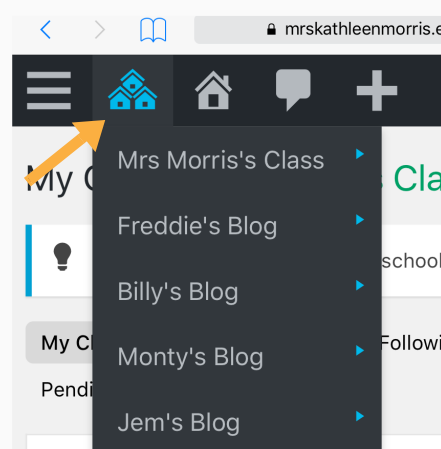 mrskathleenmorris.e
Mrs Morris's Class
My C
Cla
Freddie's Blog
school
Billy's Blog
My Cl
Followi
Monty's Blog
Pendi
Jem's Blog